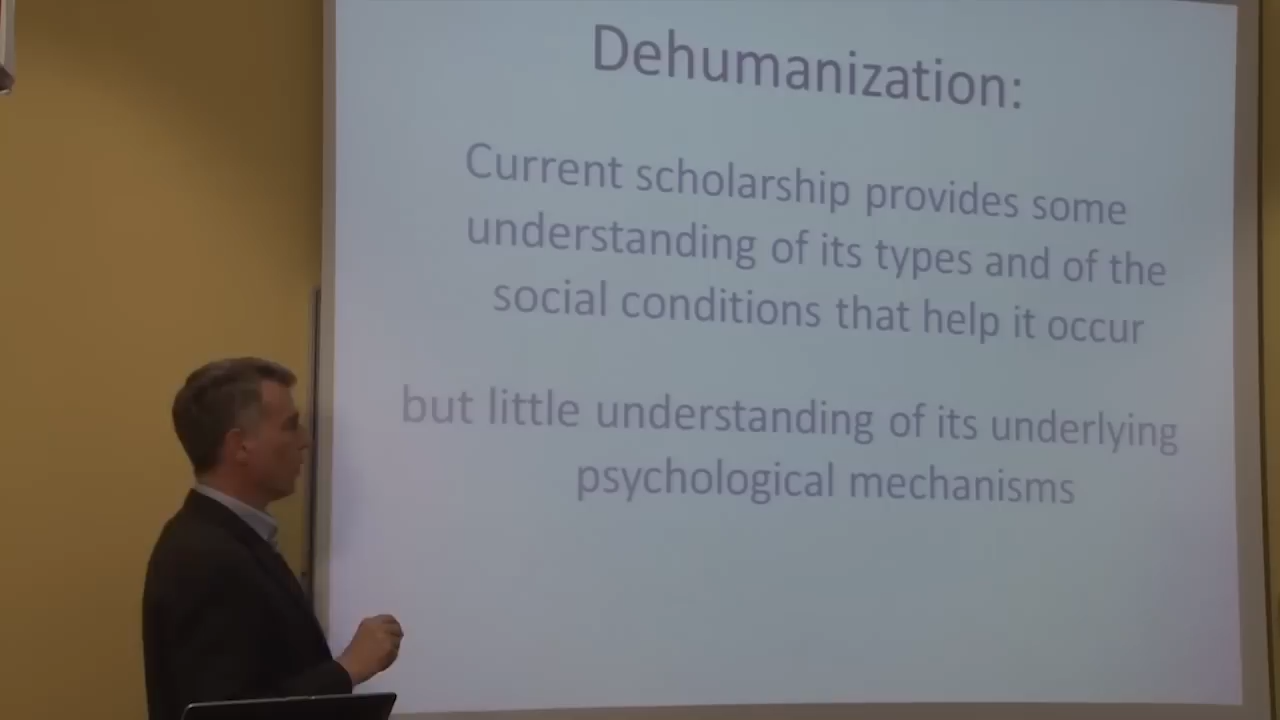 Dehumanization:
Current scholarship provides some
understanding of its types and of the
social conditions that help it occur
but little understanding of its underlying
psychological mechanisms